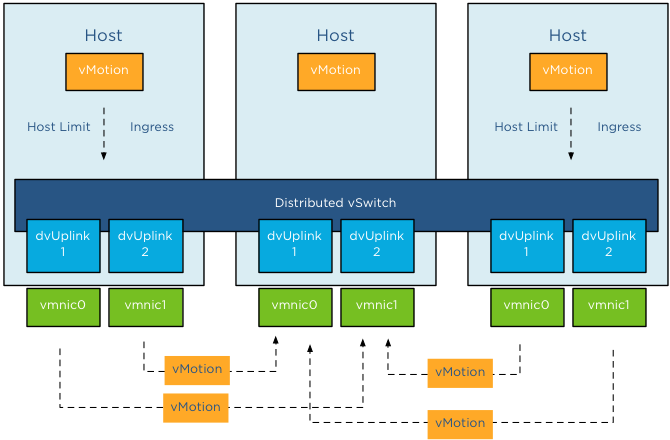 Host
Host
Host
vMotion
vMotion
vMotion
Host Limit
Ingress
Host Limit
Ingress
Distributed vSwitch
dvUplink
1
dvUplink
2
dvUplink
1
dvUplink
2
dvUplink
1
dvUplink
2
vmnic0
vmnic1
vmnic0
vmnic1
vmnic0
vmnic1
vMotion
vMotion
vMotion
vMotion